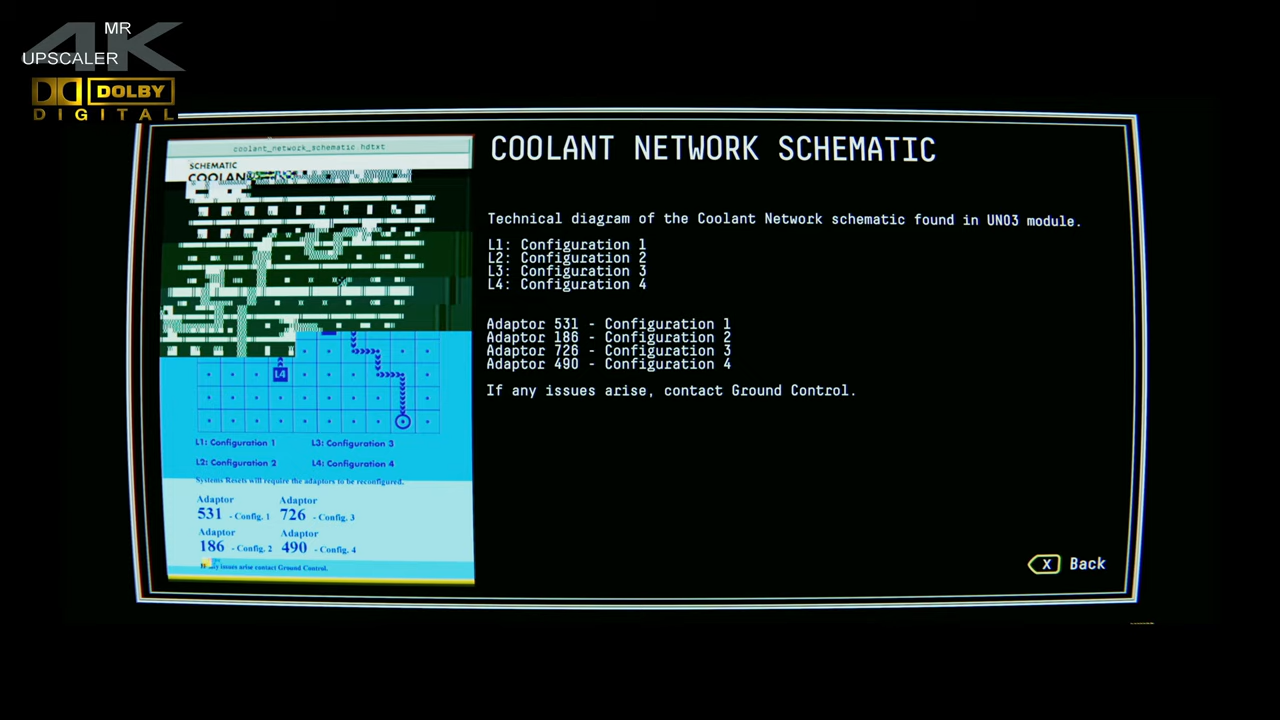 4K
MR
UPSCALER
DOLBY
DIGITAL
coolant_network_schematic.hdtxt
SCHEMATIC
COOLAN
L4
L1: Configuration 1
L3: Configuration 3
L2: Configuration 2
L4: Configuration 4
Systems Resets will require the adaptors to be reconfigured.
Adaptor
531 - Config. 1
Adaptor
726 - Config. 3
Adaptor
186 - Config. 2
Adaptor
490 - Config. 4
issues arise contact Ground Control.
COOLANT NETWORK SCHEMATIC
Technical diagram of the Coolant Network schematic found in UNO3 module.
L1: Configuration 1
L2: Configuration 2
L3: Configuration 3
L4: Configuration 4
Adaptor 531 - Configuration 1
Adaptor 186 - Configuration 2
Adaptor 726 - Configuration 3
Adaptor 490 - Configuration 4
If any issues arise, contact Ground Control.
X Back